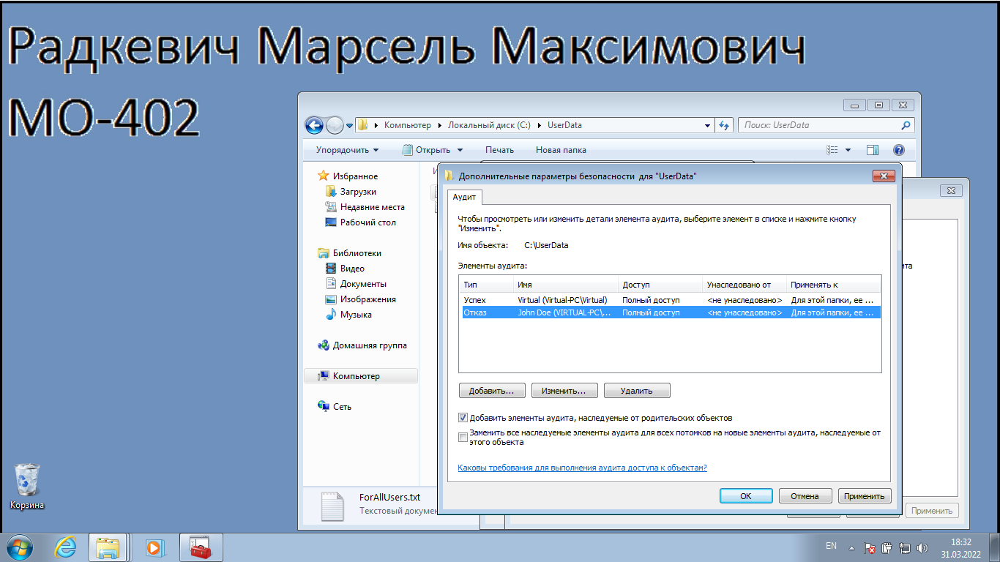 Радкевич Марсель Максимович
МО-402
Компьютер
Локальный диск (C:)
UserData
Поиск: UserData
Упорядочить
Открыть
Печать
Новая папка
Избранное
Загрузки
Недавние места
Рабочий стол
Библиотеки
Видео
Документы
Изображения
Музыка
Домашняя группа
Компьютер
Сеть
ForAllUsers.txt
Текстовый докумен
Дополнительные параметры безопасности для "UserData"
Аудит
Чтобы просмотреть или изменить детали элемента аудита, выберите элемент в списке и нажмите кнопку
"Изменить".
Имя объекта: C:\UserData
Элементы аудита:
Тип Имя Доступ Унаследовано от Применять к
Успех Virtual (Virtual-PC\Virtual) Полный доступ <не унаследовано> Для этой папки, ее ...
Отказ John Doe (VIRTUAL-PC\... Полный доступ <не унаследовано> Для этой папки, ее ...
Добавить... Изменить... Удалить
Добавить элементы аудита, наследуемые от родительских объектов
Заменить все наследуемые элементы аудита для всех потомков на новые элементы аудита, наследуемые от
этого объекта
Каковы требования для выполнения аудита доступа к объектам?
ОК Отмена Применить
ита
Применить
Корзина
EN
18:32
31.03.2022